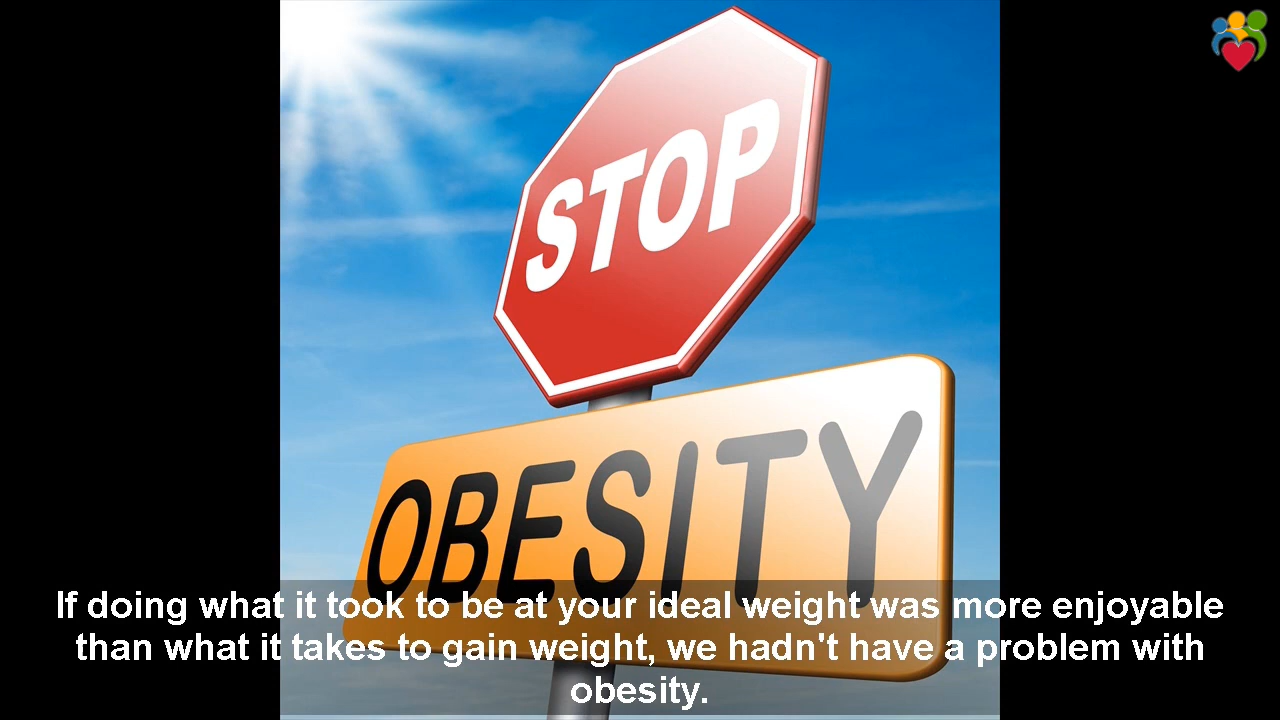 STOP
OBESITY
If doing what it took to be at your ideal weight was more enjoyable
than what it takes to gain weight, we hadn't have a problem with
obesity.